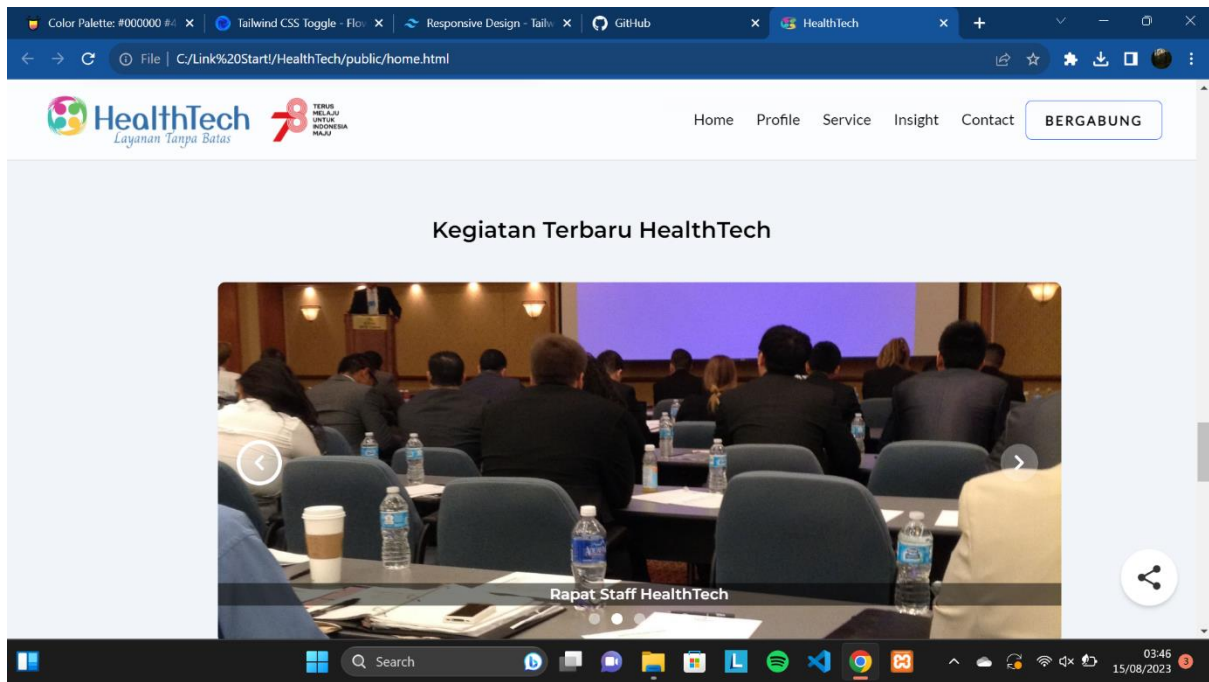 Color Palette: #000000 #4
Tailwind CSS Toggle - Flow
Responsive Design - Tailw
GitHub
HealthTech
File | C:/Link%20Start!/HealthTech/public/home.html
HealthTech
Layanan Tanpa Batas
78
TERUS
MELAJU
UNTUK
INDONESIA
MAJU
Home Profile Service Insight Contact BERGABUNG
Kegiatan Terbaru HealthTech
Rapat Staff HealthTech
Search
03:46
15/08/2023
3